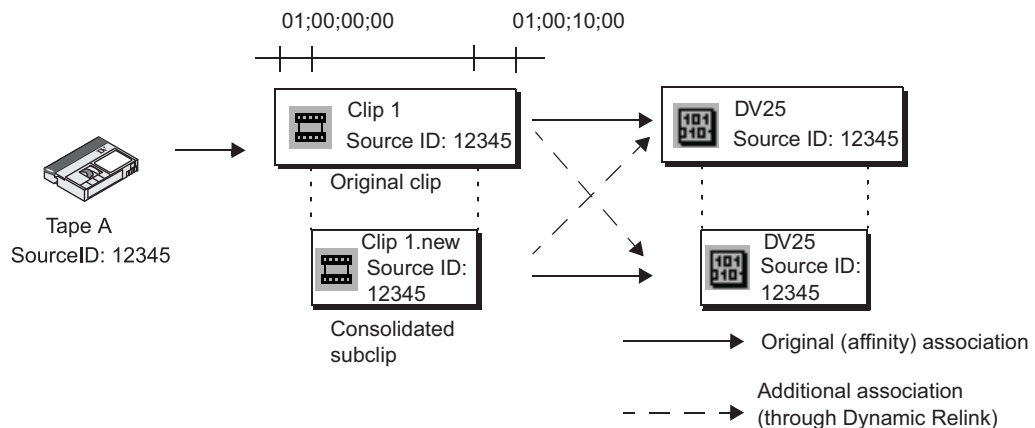 01;00;00;00
01;00;10;00
Clip 1
Source ID: 12345
Original clip
DV25
Source ID: 12345
Tape A
SourceID: 12345
Clip 1.new
Source ID:
12345
Consolidated
subclip
DV25
Source ID:
12345
Original (affinity) association
Additional association
(through Dynamic Relink)